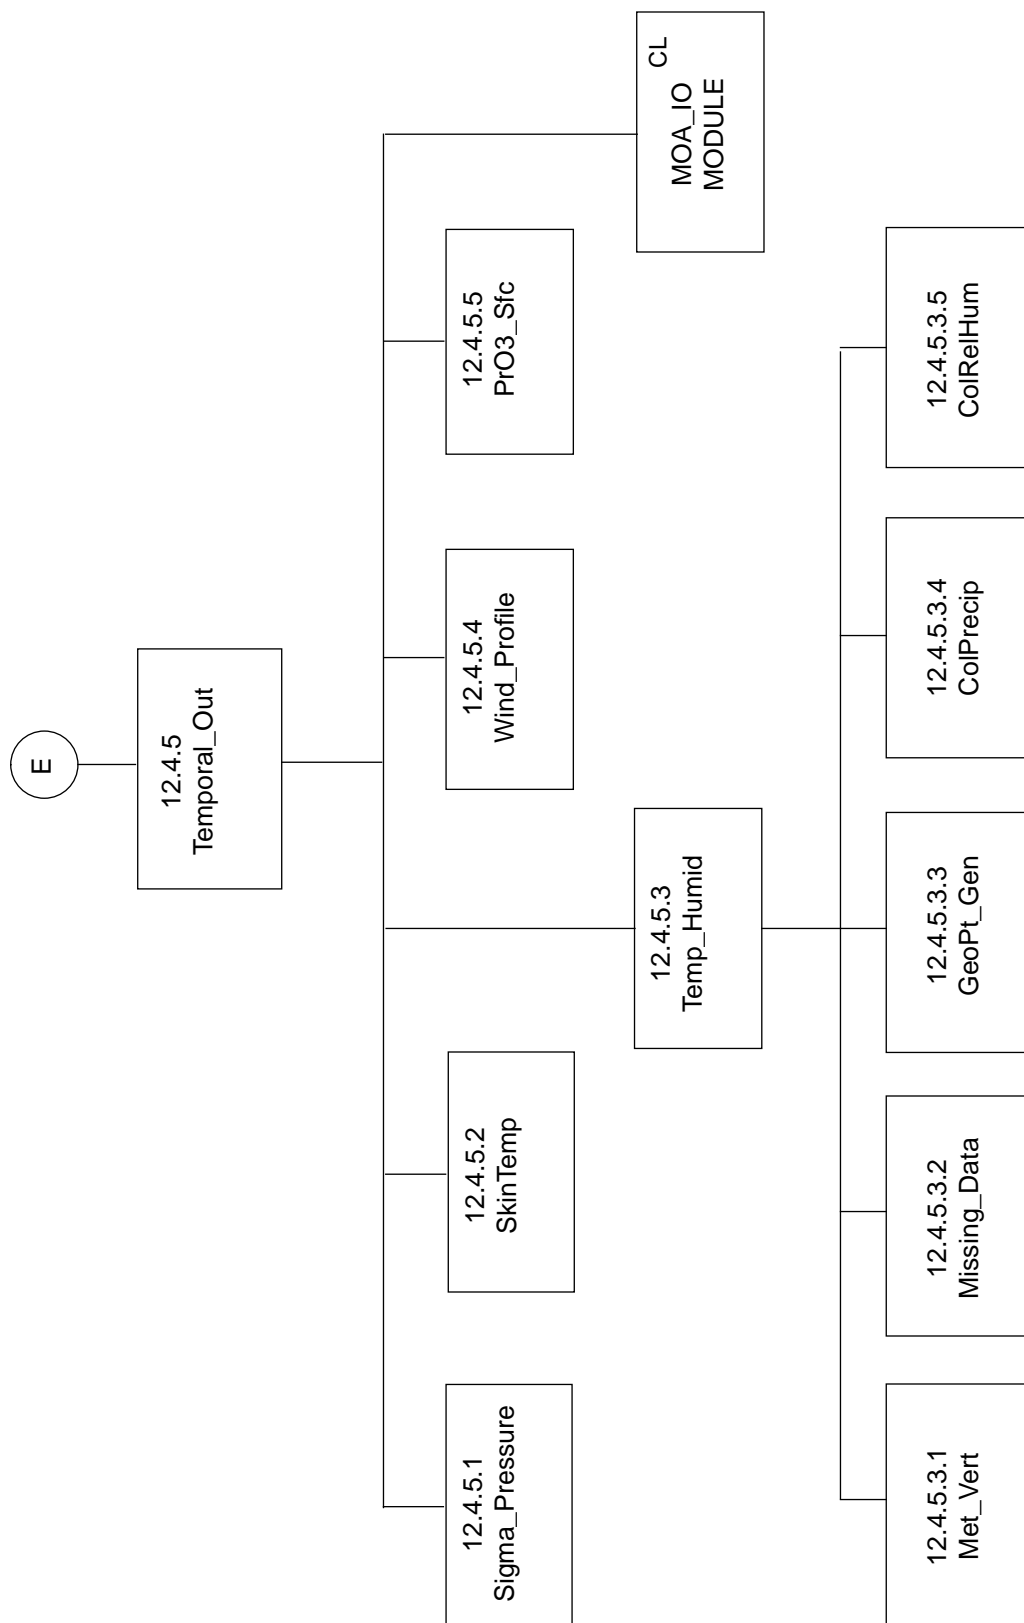 E
12.4.5
Temporal_Out
12.4.5.1
Sigma_Pressure
12.4.5.2
SkinTemp
12.4.5.3
Temp_Humid
12.4.5.4
Wind_Profile
12.4.5.5
PrO3_Sfc
CL
MOA_IO
MODULE
12.4.5.3.1
Met_Vert
12.4.5.3.2
Missing_Data
12.4.5.3.3
GeoPt_Gen
12.4.5.3.4
ColPrecip
12.4.5.3.5
ColRelHum